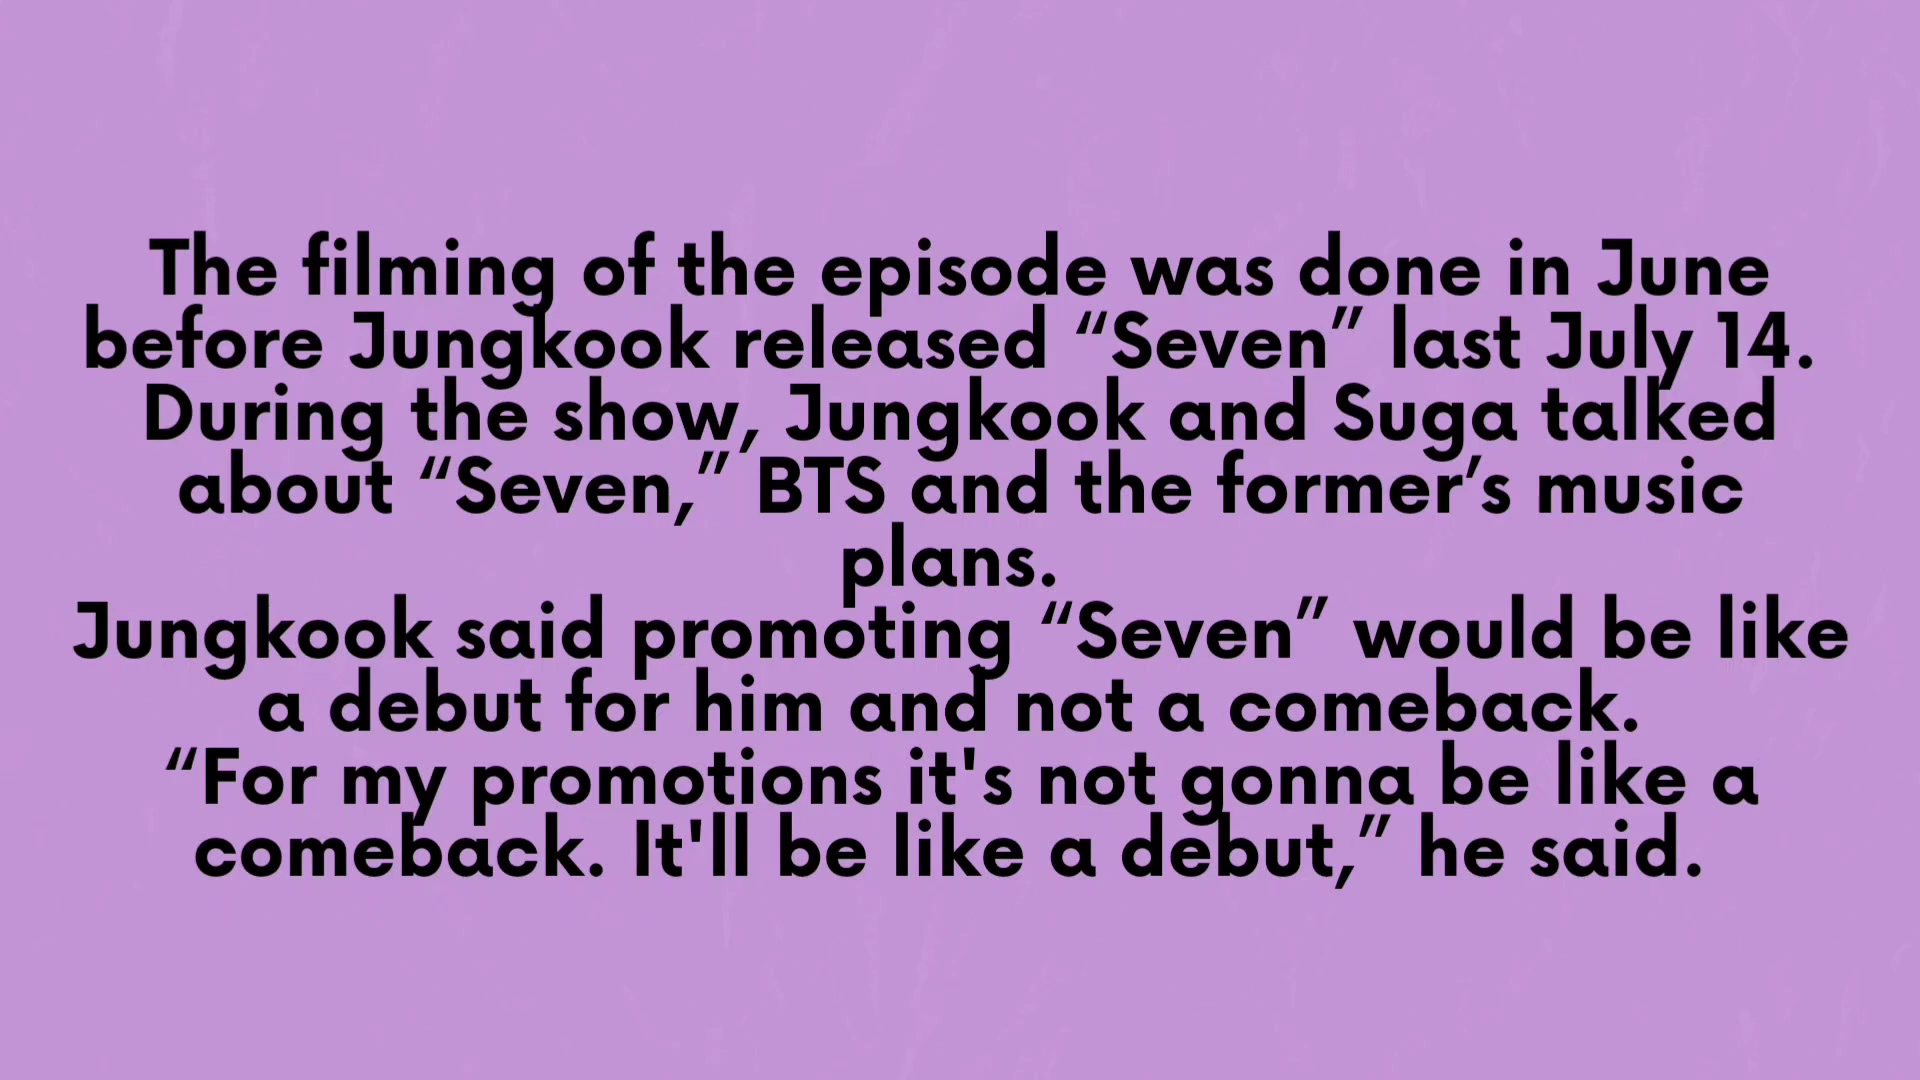 The filming of the episode was done in June
before Jungkook released “Seven” last July 14.
During the show, Jungkook and Suga talked
about “Seven,” BTS and the former’s music
plans.
Jungkook said promoting “Seven” would be like
a debut for him and not a comeback.
“For my promotions it's not gonna be like a
comeback. It'll be like a debut,” he said.